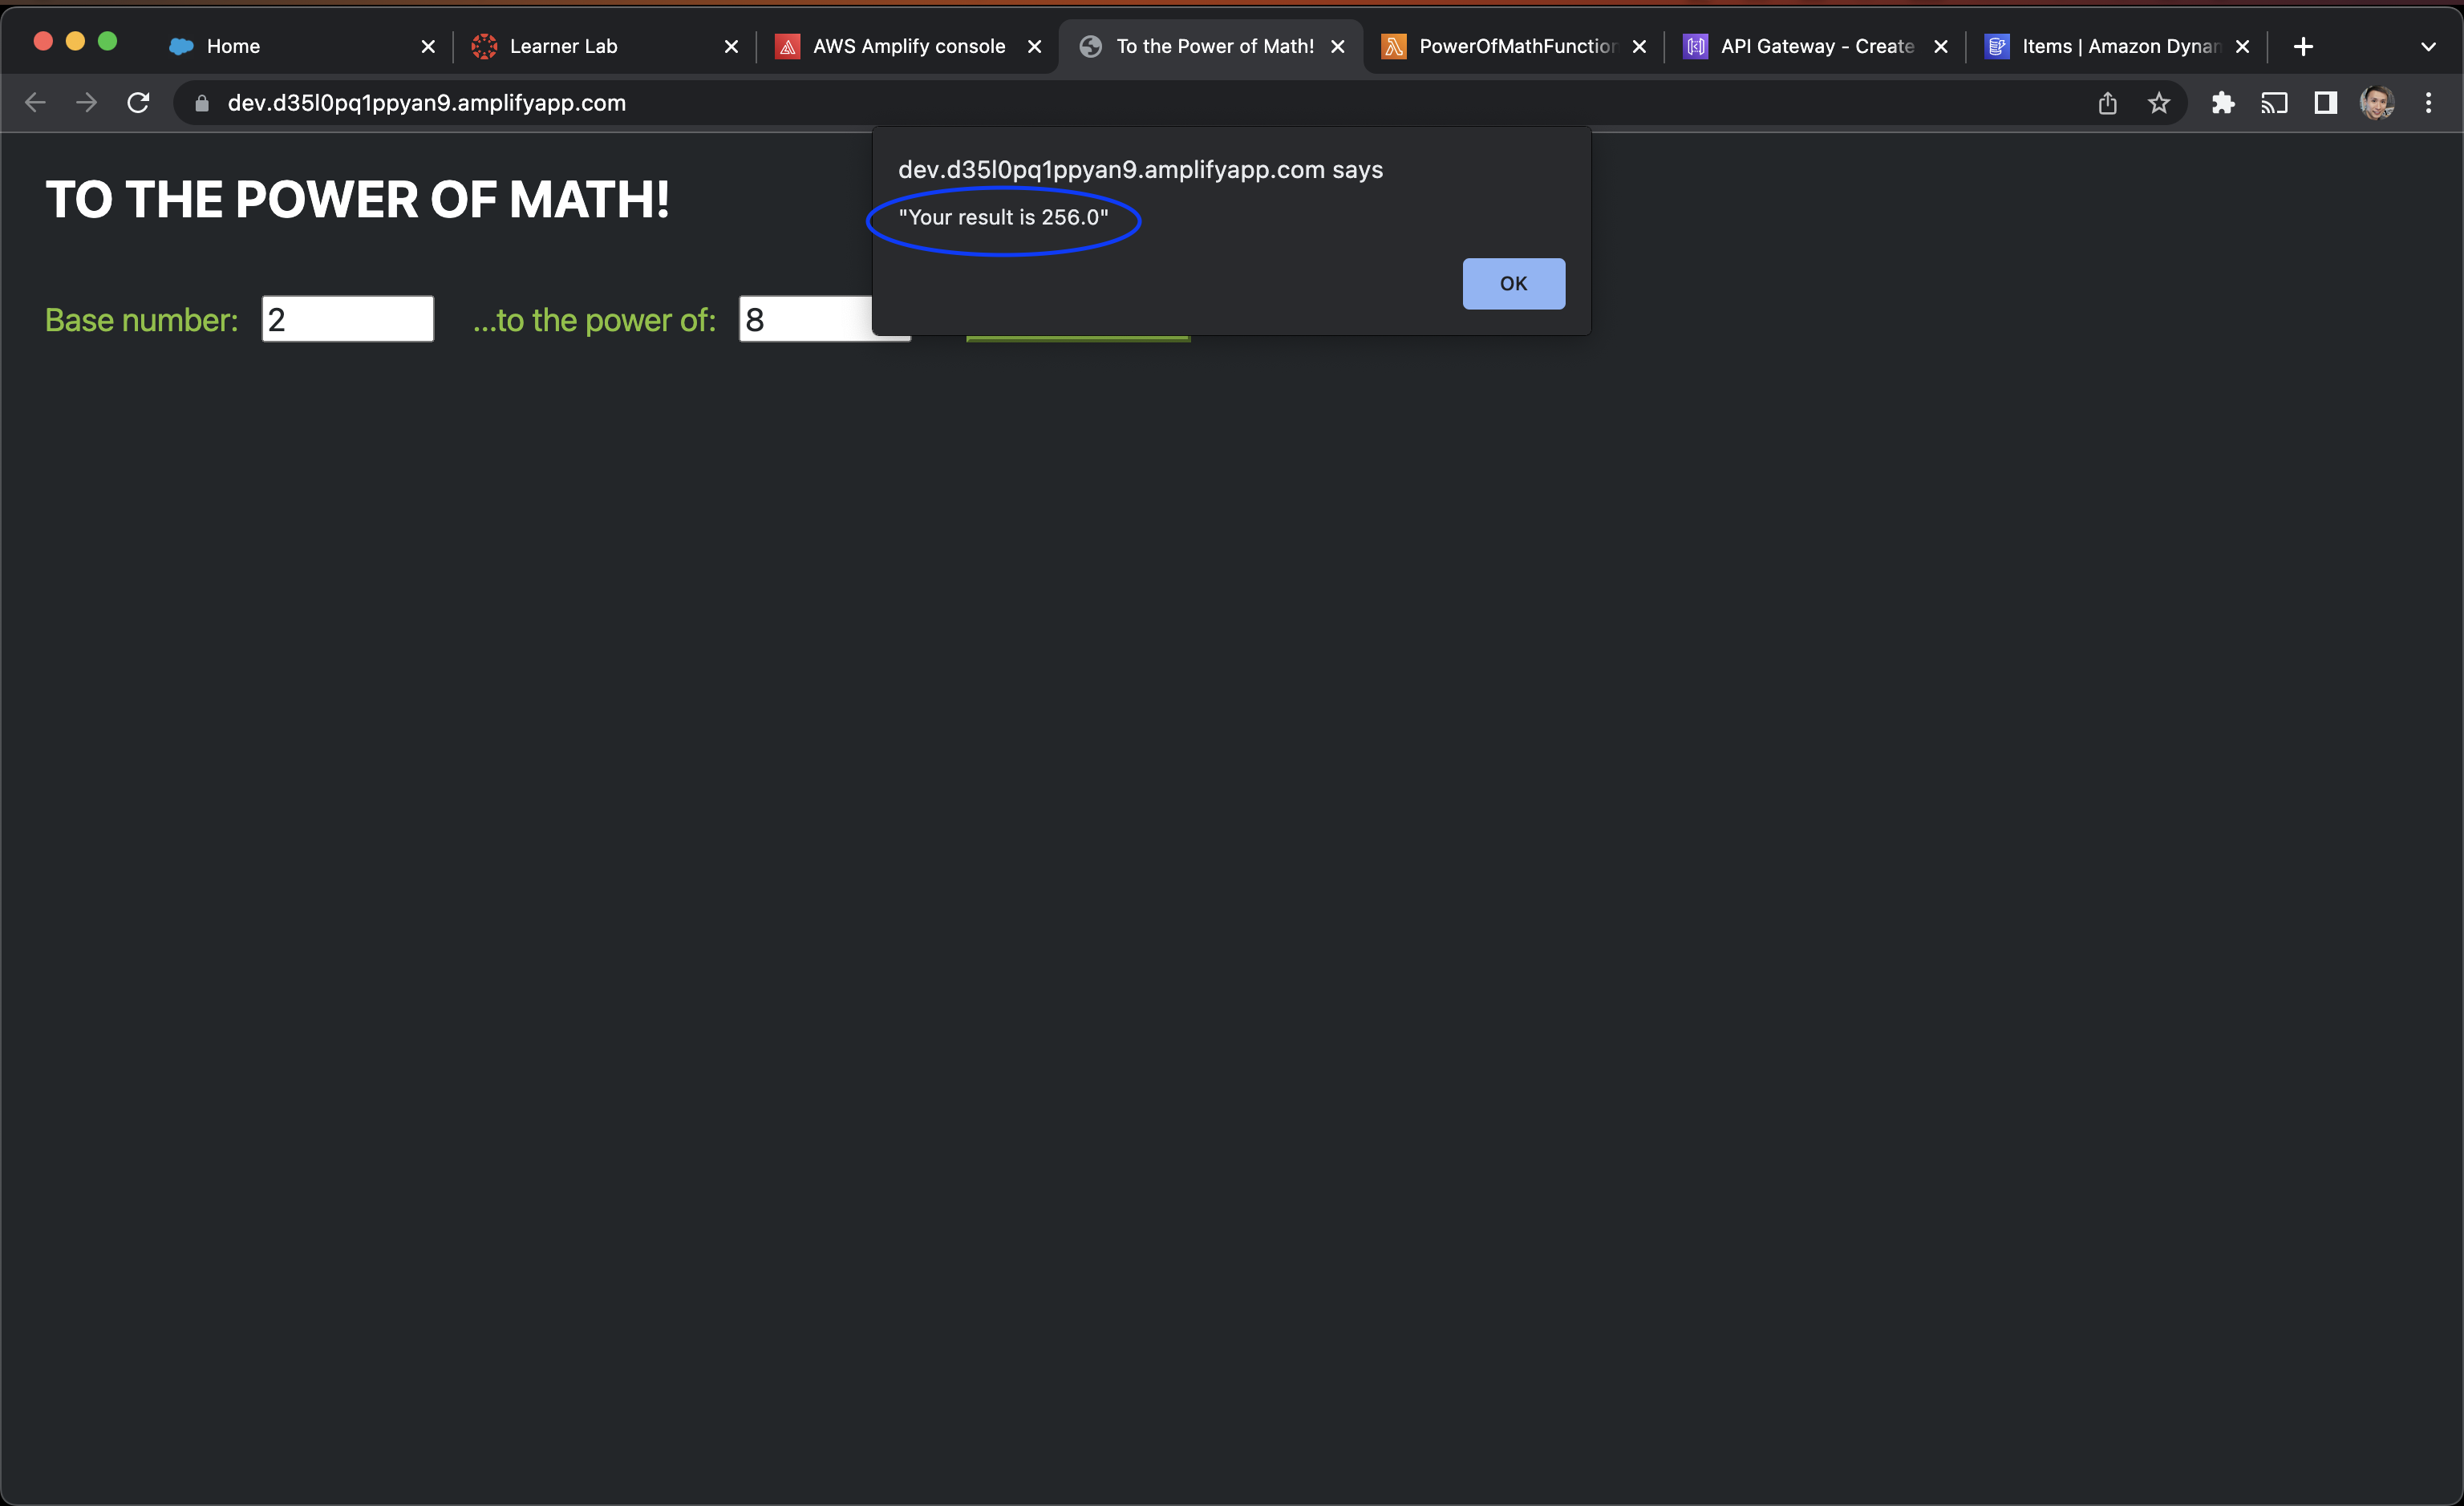 Home
Learner Lab
AWS Amplify console
To the Power of Math!
PowerOfMathFunction
API Gateway - Create
Items | Amazon Dynam
dev.d35l0pq1ppyan9.amplifyapp.com
dev.d35l0pq1ppyan9.amplifyapp.com says
"Your result is 256.0"
OK
TO THE POWER OF MATH!
Base number: 2 ...to the power of: 8